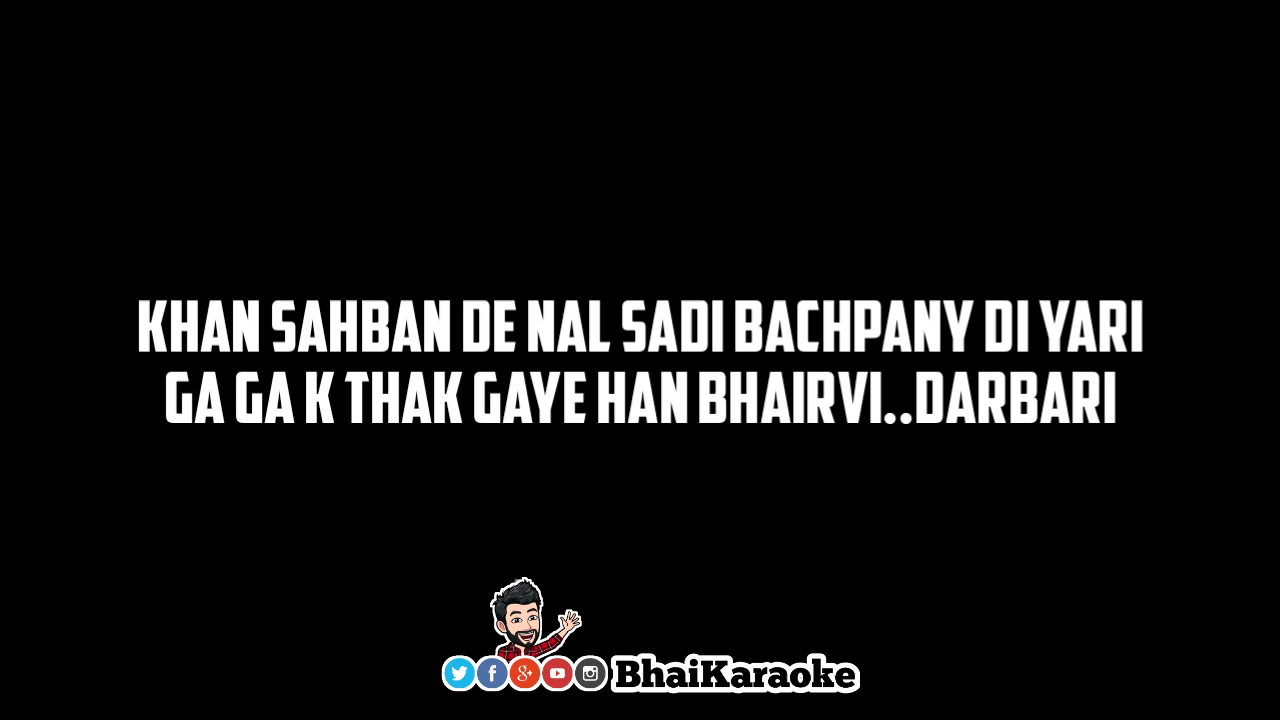 KHAN SAHBAN DE NAL SADI BACHPANY DI YARI
GA GA K THAK GAYE HAN BHAIRVI..DARBARI
BhaiKaraoke